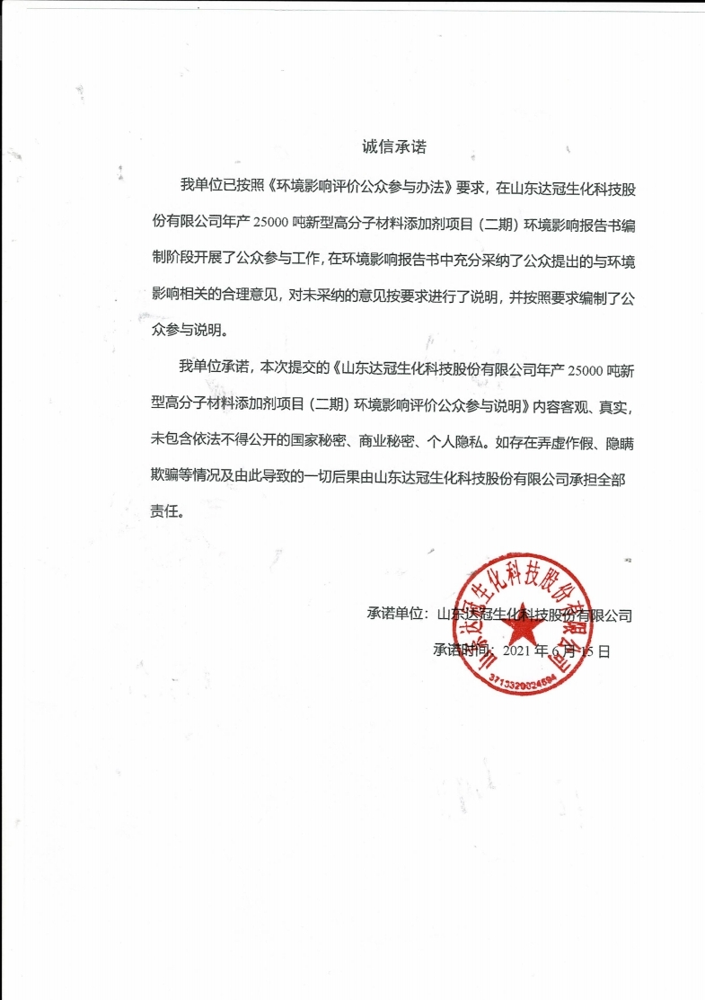 诚信承诺
我单位已按照《环境影响评价公众参与办法》要求，在山东达冠生化科技股
份有限公司年产 25000 吨新型高分子材料添加剂项目（二期）环境影响报告书编
制阶段开展了公众参与工作，在环境影响报告书中充分采纳了公众提出的与环境
影响相关的合理意见，对未采纳的意见按要求进行了说明，并按照要求编制了公
众参与说明。
我单位承诺，本次提交的《山东达冠生化科技股份有限公司年产 25000 吨新
型高分子材料添加剂项目（二期）环境影响评价公众参与说明》内容客观、真实，
未包含依法不得公开的国家秘密、商业秘密、个人隐私。如存在弄虚作假、隐瞒
欺骗等情况及由此导致的一切后果由山东达冠生化科技股份有限公司承担全部
责任。
承诺单位：山东达冠生化科技股份有限公司
承诺时间：2021 年 6 月 15 日
山东达冠生化科技股份有限公司